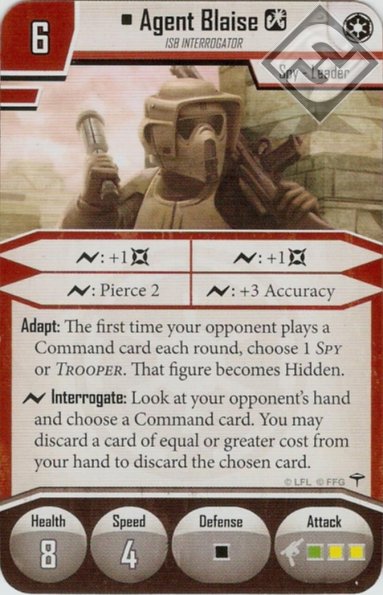 6
Agent Blaise
ISB INTERROGATOR
Spy - Leader
: +1
: +1
: Pierce 2
: +3 Accuracy
Adapt: The first time your opponent plays a
Command card each round, choose 1 SPY
or TROOPER. That figure becomes Hidden.
Interrogate: Look at your opponent's hand
and choose a Command card. You may
discard a card of equal or greater cost from
your hand to discard the chosen card.
© LFL © FFG
Health
Speed
Defense
Attack
8
4